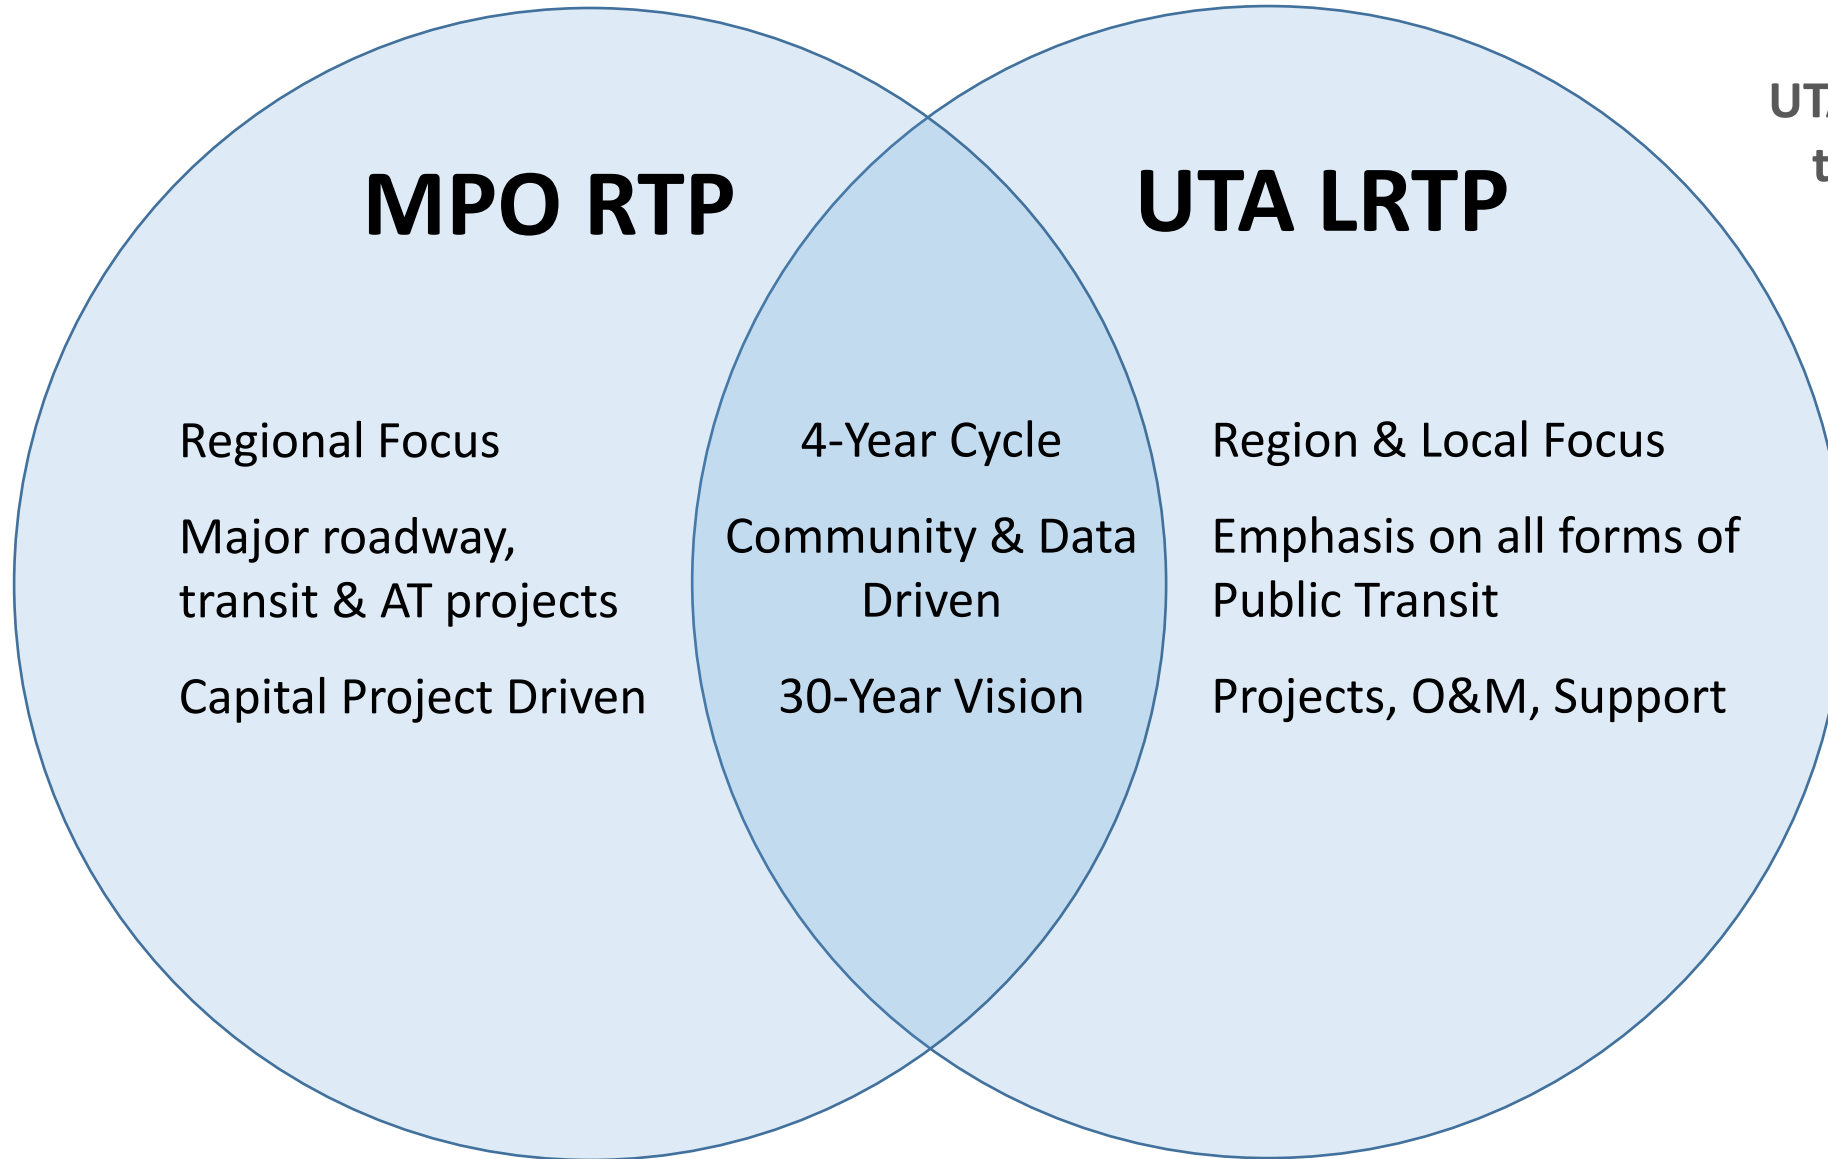 MPO RTP
UTA LRTP
Regional Focus
Major roadway,
transit & AT projects
Capital Project Driven
4-Year Cycle
Community & Data
Driven
30-Year Vision
Region & Local Focus
Emphasis on all forms of
Public Transit
Projects, O&M, Support